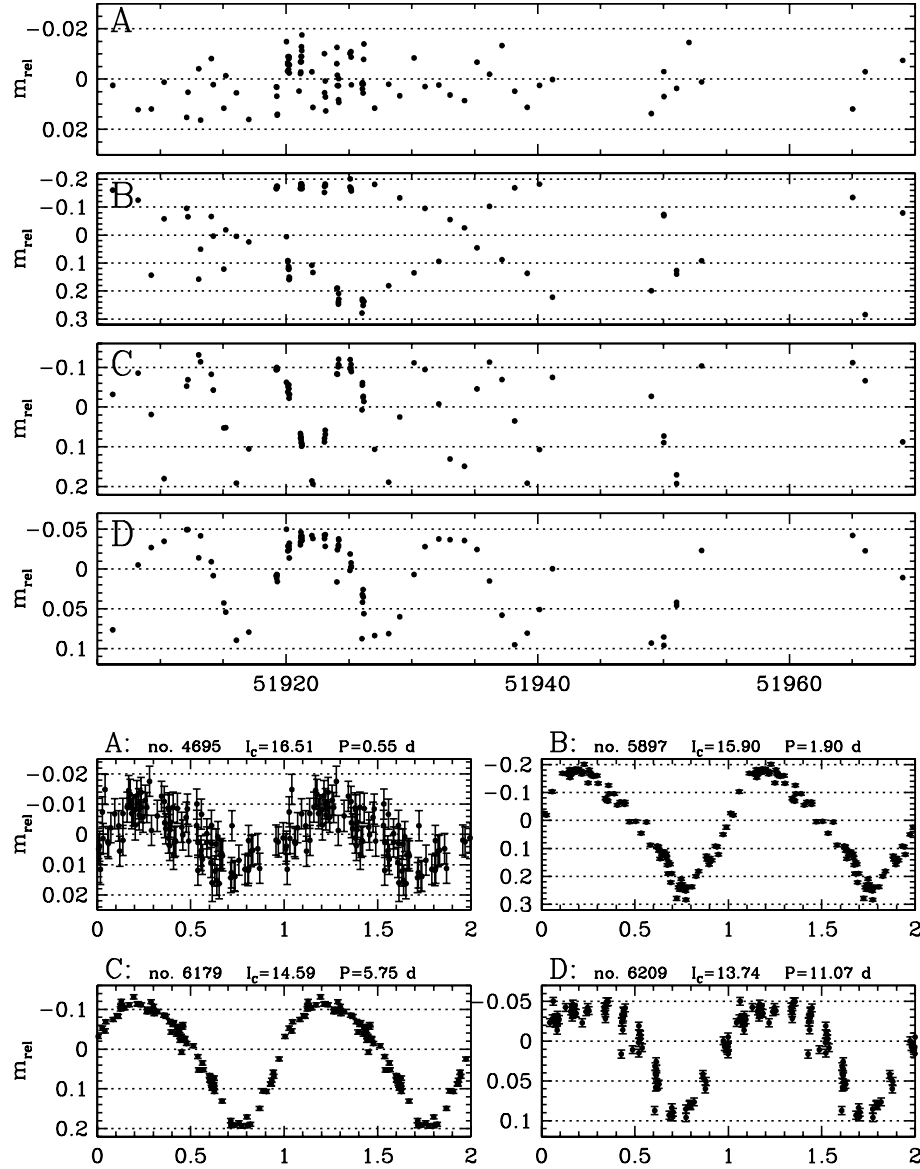 A
m_rel
−0.02
0
0.02
B
m_rel
−0.2
−0.1
0
0.1
0.2
0.3
C
m_rel
−0.1
0
0.1
0.2
D
m_rel
−0.05
0
0.05
0.1
51920 51940 51960
A: no. 4695 I_c=16.51 P=0.55 d
m_rel
−0.02
−0.01
0
0.01
0.02
0 0.5 1 1.5 2
B: no. 5897 I_c=15.90 P=1.90 d
−0.2
−0.1
0
0.1
0.2
0.3
0 0.5 1 1.5 2
C: no. 6179 I_c=14.59 P=5.75 d
m_rel
−0.1
0
0.1
0.2
0 0.5 1 1.5 2
D: no. 6209 I_c=13.74 P=11.07 d
−0.05
0
0.05
0.1
0 0.5 1 1.5 2